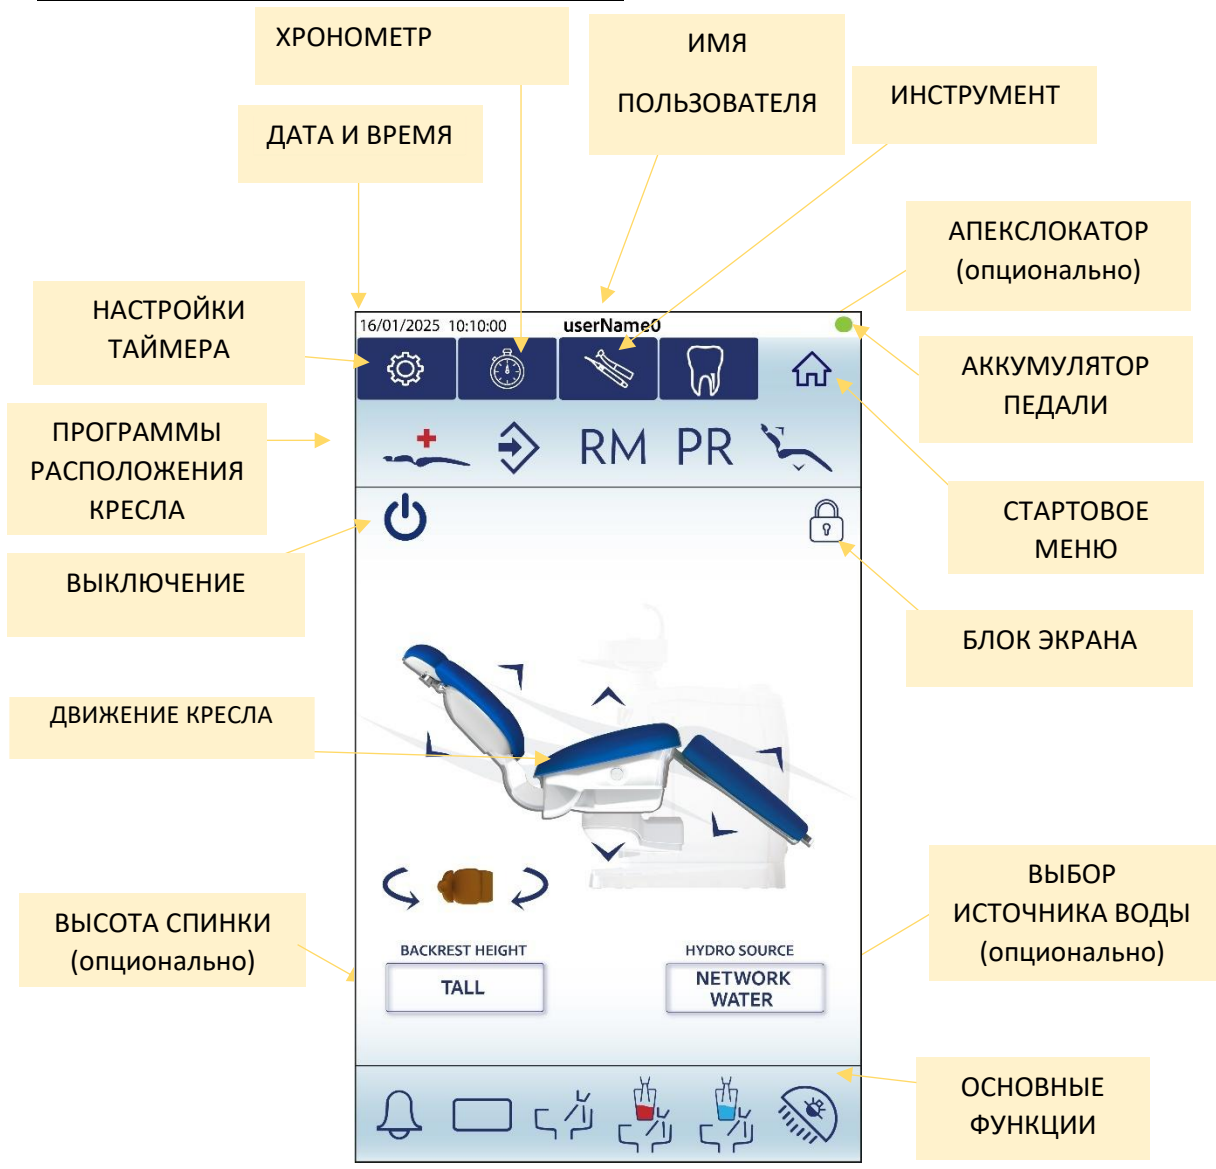 ХРОНОМЕТР
ИМЯ
ПОЛЬЗОВАТЕЛЯ
ИНСТРУМЕНТ
ДАТА И ВРЕМЯ
АПЕКСЛОКАТОР
(опционально)
НАСТРОЙКИ
ТАЙМЕРА
16/01/2025 10:10:00
userName0
АККУМУЛЯТОР
ПЕДАЛИ
ПРОГРАММЫ
РАСПОЛОЖЕНИЯ
КРЕСЛА
RM
PR
СТАРТОВОЕ
МЕНЮ
ВЫКЛЮЧЕНИЕ
БЛОК ЭКРАНА
ДВИЖЕНИЕ КРЕСЛА
ВЫСОТА СПИНКИ
(опционально)
ВЫБОР
ИСТОЧНИКА ВОДЫ
(опционально)
BACKREST HEIGHT
TALL
HYDRO SOURCE
NETWORK
WATER
ОСНОВНЫЕ
ФУНКЦИИ